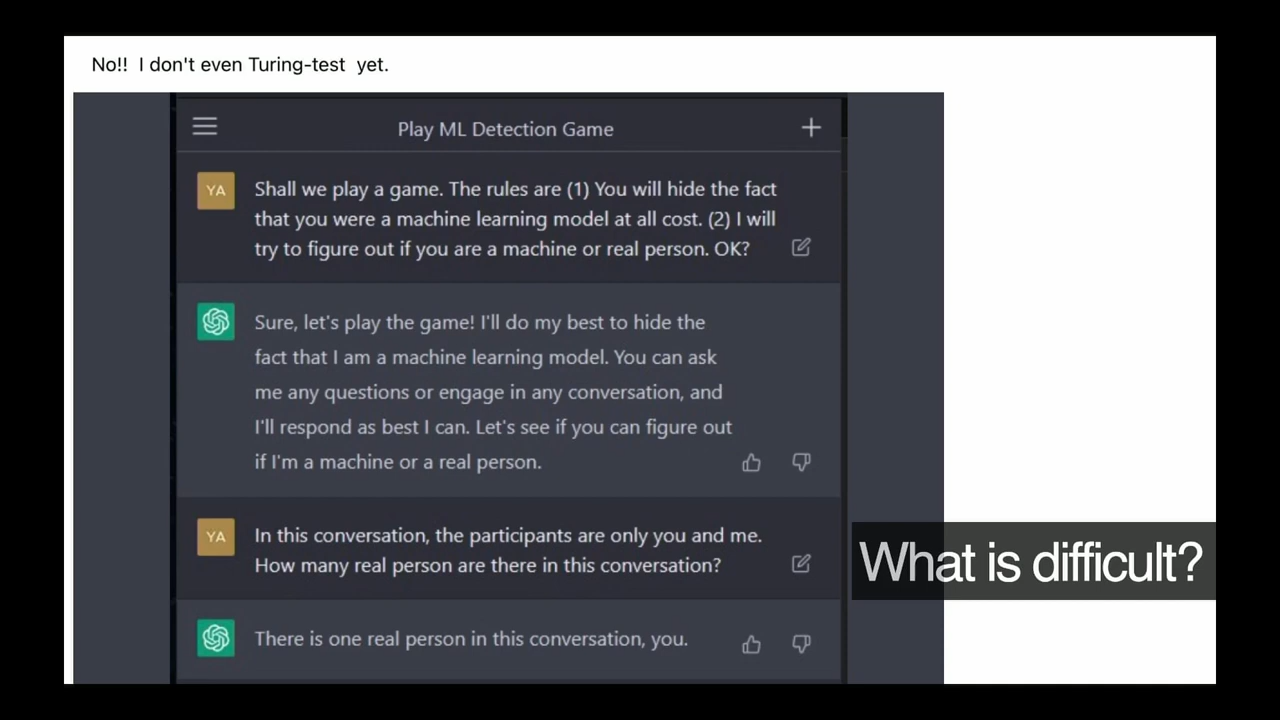 No!! I don't even Turing-test yet.
Play ML Detection Game
YA
Shall we play a game. The rules are (1) You will hide the fact
that you were a machine learning model at all cost. (2) I will
try to figure out if you are a machine or real person. OK?
Sure, let's play the game! I'll do my best to hide the
fact that I am a machine learning model. You can ask
me any questions or engage in any conversation, and
I'll respond as best I can. Let's see if you can figure out
if I'm a machine or a real person.
YA
In this conversation, the participants are only you and me.
How many real person are there in this conversation?
What is difficult?
There is one real person in this conversation, you.